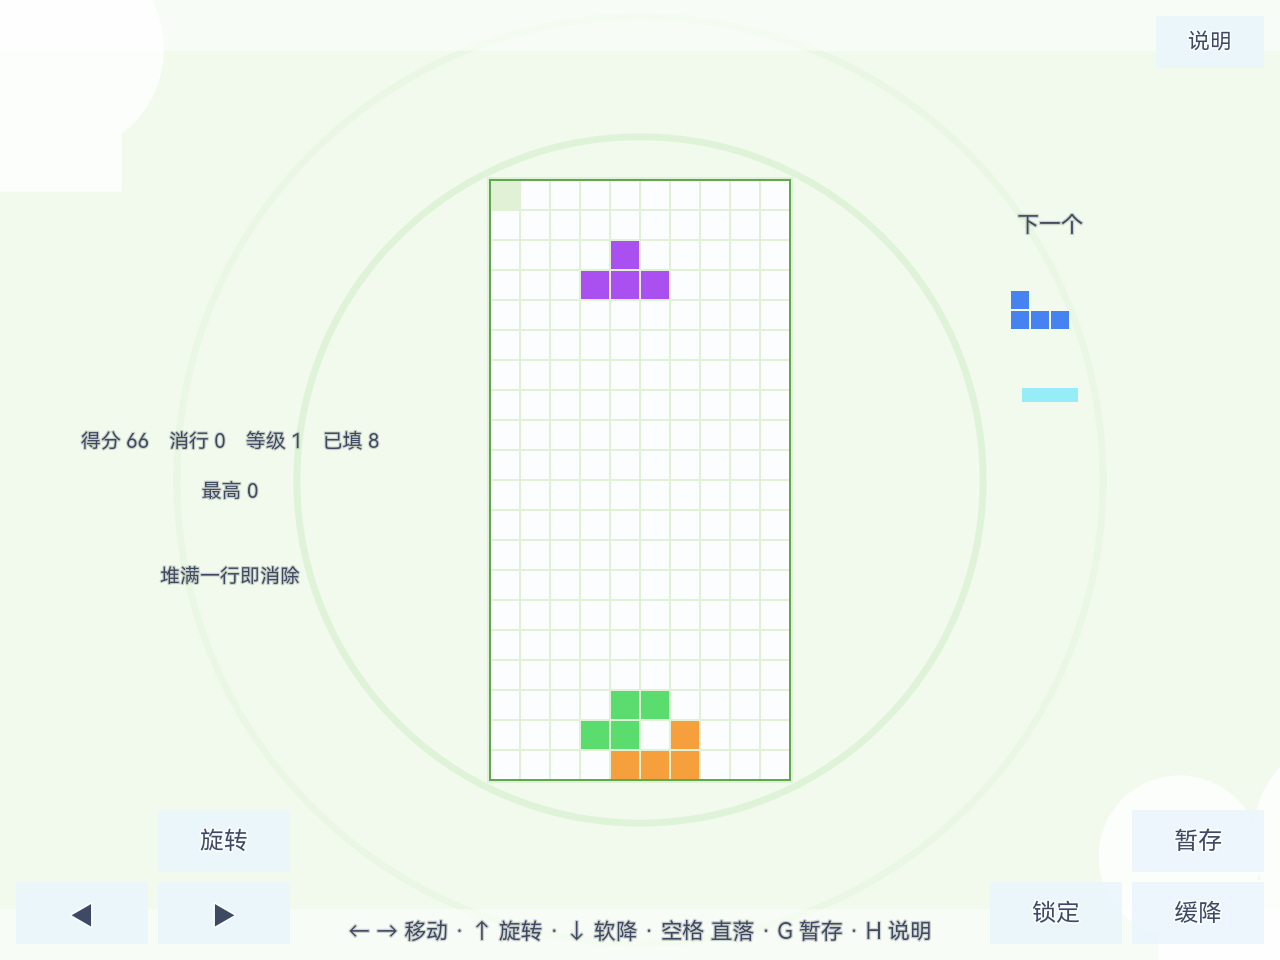 说明
下一个
得分 66 消行 0 等级 1 已填 8
最高 0
堆满一行即消除
旋转
暂存
◀ ▶
锁定 缓降
← → 移动 · ↑ 旋转 · ↓ 软降 · 空格 直落 · G 暂存 · H 说明